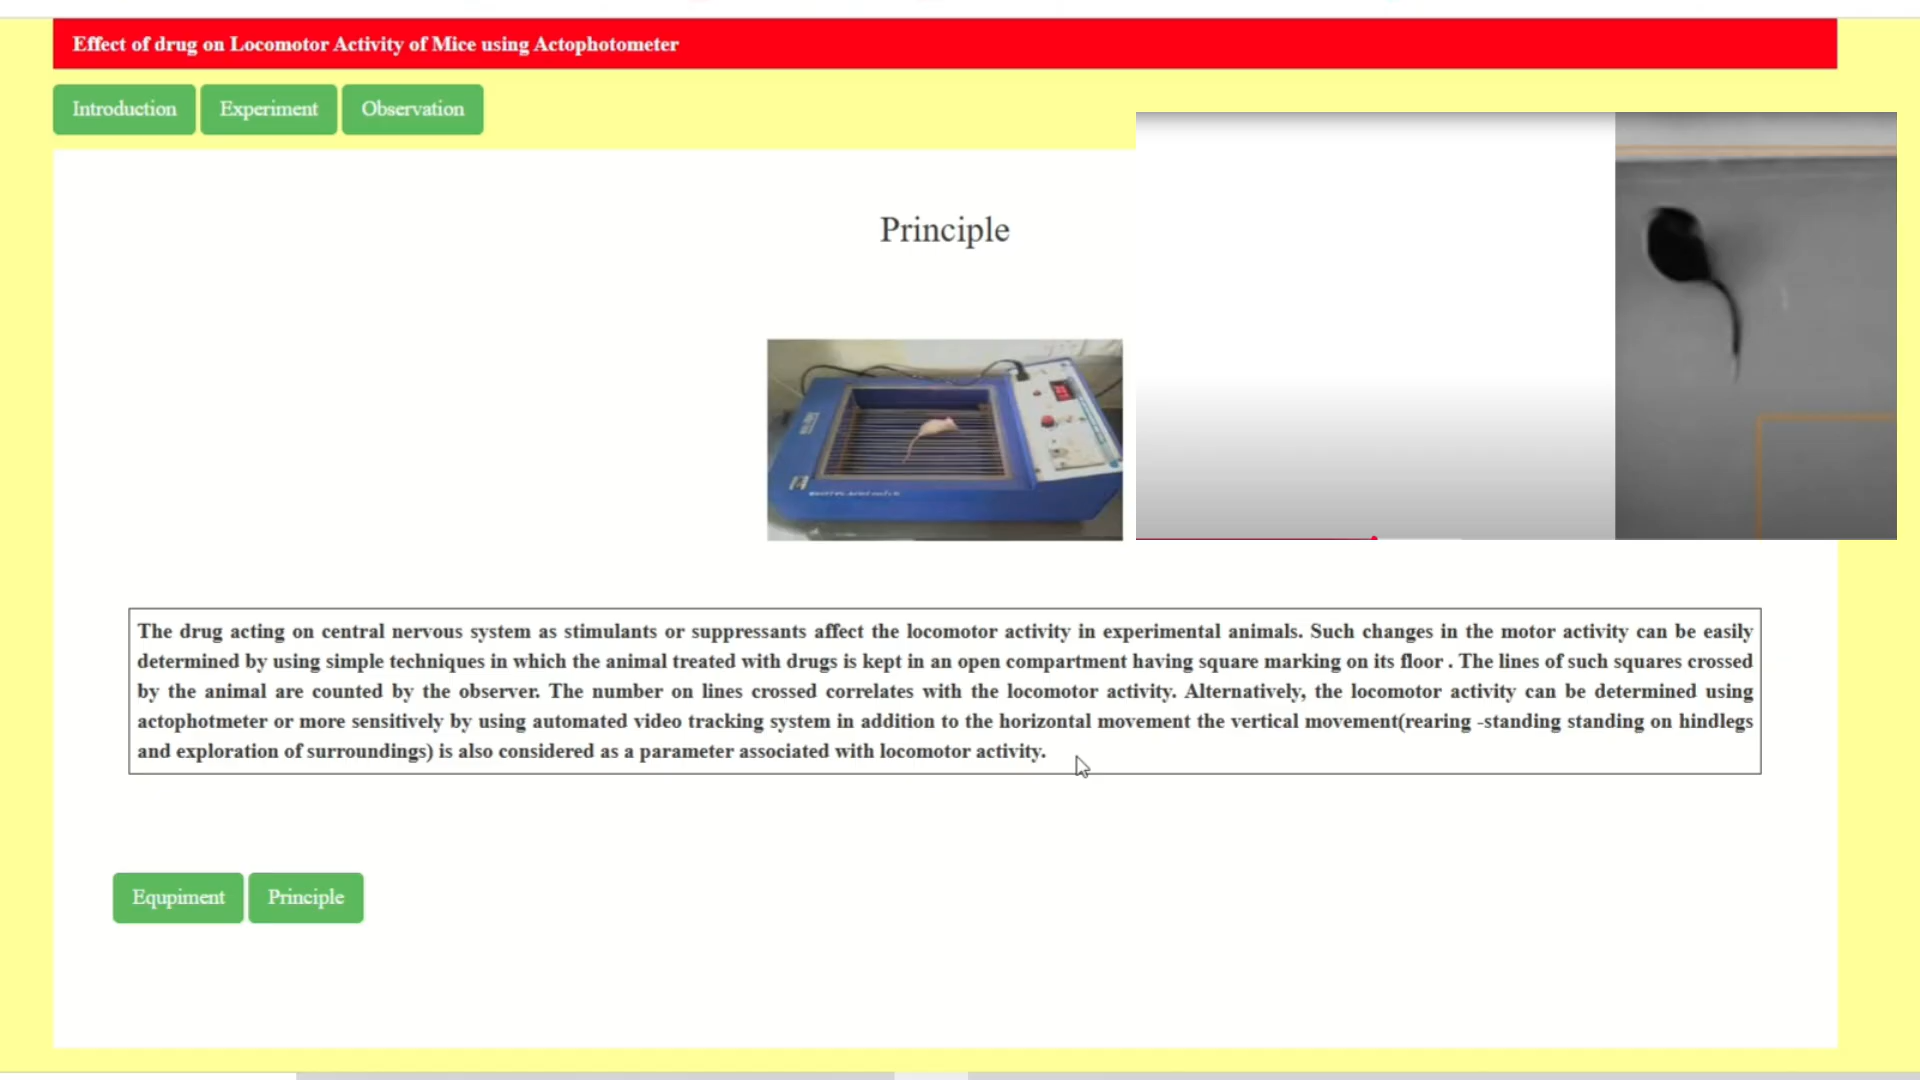 Effect of drug on Locomotor Activity of Mice using Actophotometer
Introduction
Experiment
Observation
Principle
The drug acting on central nervous system as stimulants or suppressants affect the locomotor activity in experimental animals. Such changes in the motor activity can be easily
determined by using simple techniques in which the animal treated with drugs is kept in an open compartment having square marking on its floor . The lines of such squares crossed
by the animal are counted by the observer. The number on lines crossed correlates with the locomotor activity. Alternatively, the locomotor activity can be determined using
actophotmeter or more sensitively by using automated video tracking system in addition to the horizontal movement the vertical movement(rearing -standing standing on hindlegs
and exploration of surroundings) is also considered as a parameter associated with locomotor activity.
Equpiment
Principle